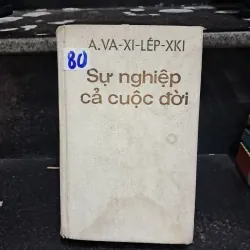 A.VA-XI-LÉP-XKI
80
Sự nghiệp
cả cuộc đời